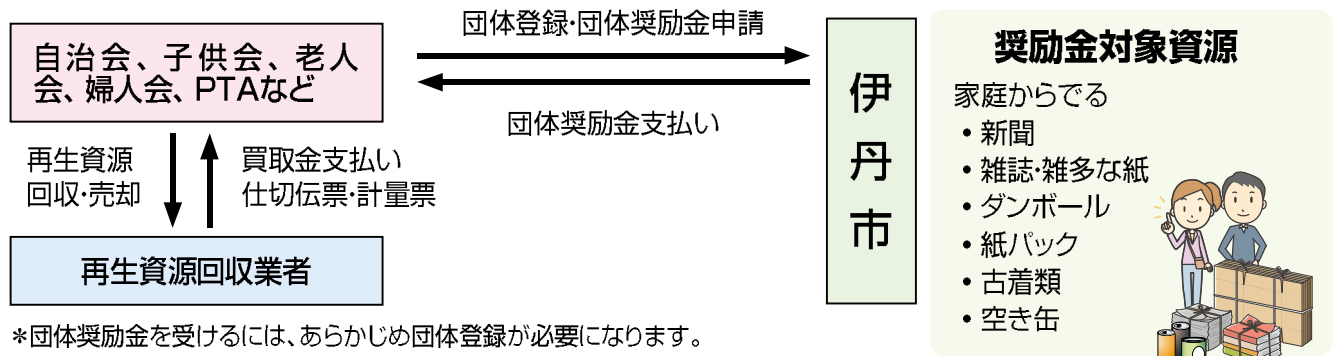 団体登録・団体奨励金申請
自治会、子供会、老人
会、婦人会、PTAなど
団体奨励金支払い
再生資源
回収・売却
買取金支払い
仕切伝票・計量票
再生資源回収業者
伊丹市
＊団体奨励金を受けるには、あらかじめ団体登録が必要になります。
奨励金対象資源
家庭からでる
・新聞
・雑誌・雑多な紙
・ダンボール
・紙パック
・古着類
・空き缶